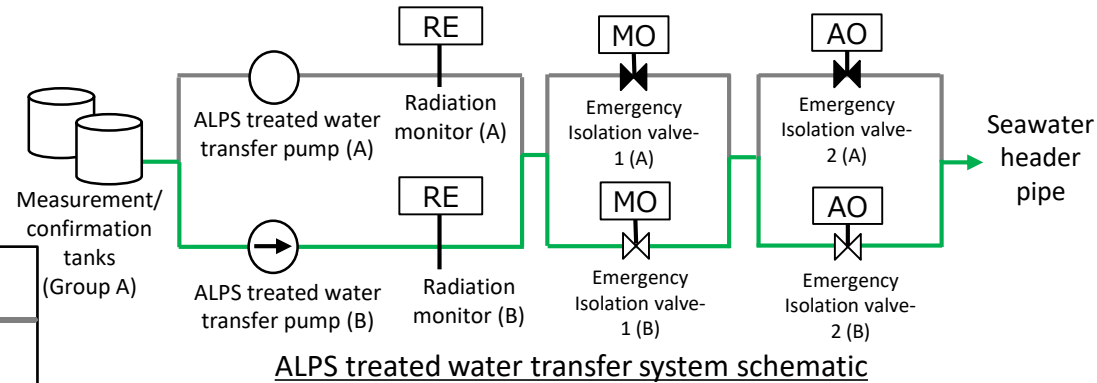 RE
MO
AO
ALPS treated water
transfer pump (A)
Radiation
monitor (A)
Emergency
Isolation valve-
1 (A)
Emergency
Isolation valve-
2 (A)
Seawater
header
pipe
Measurement/
confirmation
tanks
(Group A)
RE
MO
AO
ALPS treated water
transfer pump (B)
Radiation
monitor (B)
Emergency
Isolation valve-
1 (B)
Emergency
Isolation valve-
2 (B)
ALPS treated water transfer system schematic